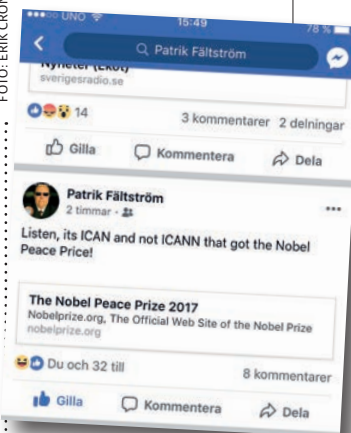 FOTO: ERIK CRON
UNO 15:49 78 %
Patrik Fältström
Nyheter (Ekot)
sverigesradio.se
14 3 kommentarer 2 delningar
Gilla Kommentera Dela
Patrik Fältström
2 timmar ·
Listen, its ICAN and not ICANN that got the Nobel
Peace Price!
The Nobel Peace Prize 2017
Nobelprize.org, The Official Web Site of the Nobel Prize
nobelprize.org
Du och 32 till 8 kommentarer
Gilla Kommentera Dela